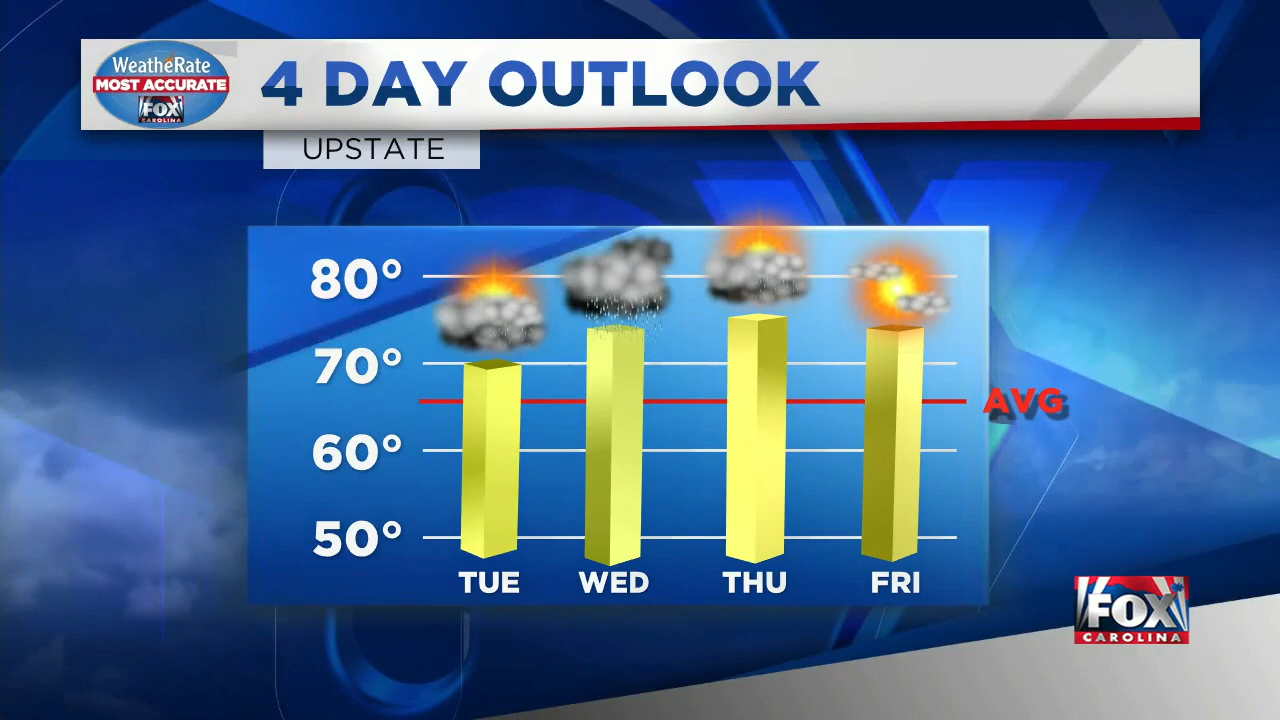 WeatheRate
MOST ACCURATE
FOX
CAROLINA
4 DAY OUTLOOK
UPSTATE
80°
70°
AVG
60°
50°
TUE WED THU FRI
FOX
CAROLINA